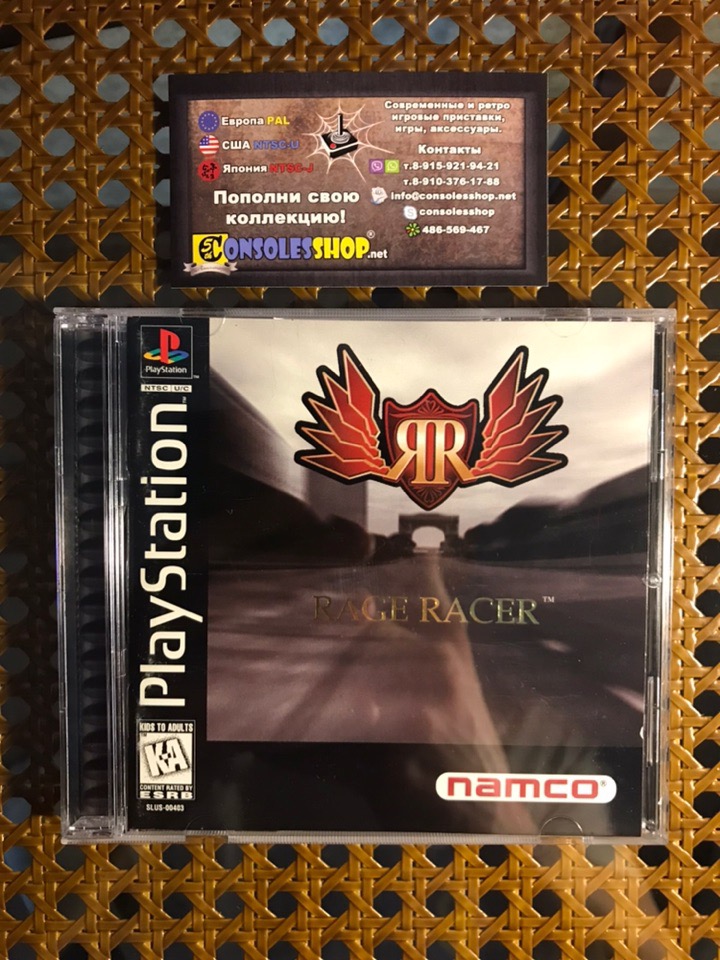 Европа PAL
США NTSC-U
Япония NTSC-J
Пополни свою
коллекцию!
CONSOLESSHOP.net
Современные и ретро
игровые приставки,
игры, аксессуары.
Контакты
т.8-915-921-94-21
т.8-910-376-17-88
info@consolesshop.net
consolesshop
486-569-467
PlayStation
NTSC U/C
PlayStation
RR
RAGE RACER™
KIDS TO ADULTS
K-A
CONTENT RATED BY
ESRB
SLUS-00403
namco®